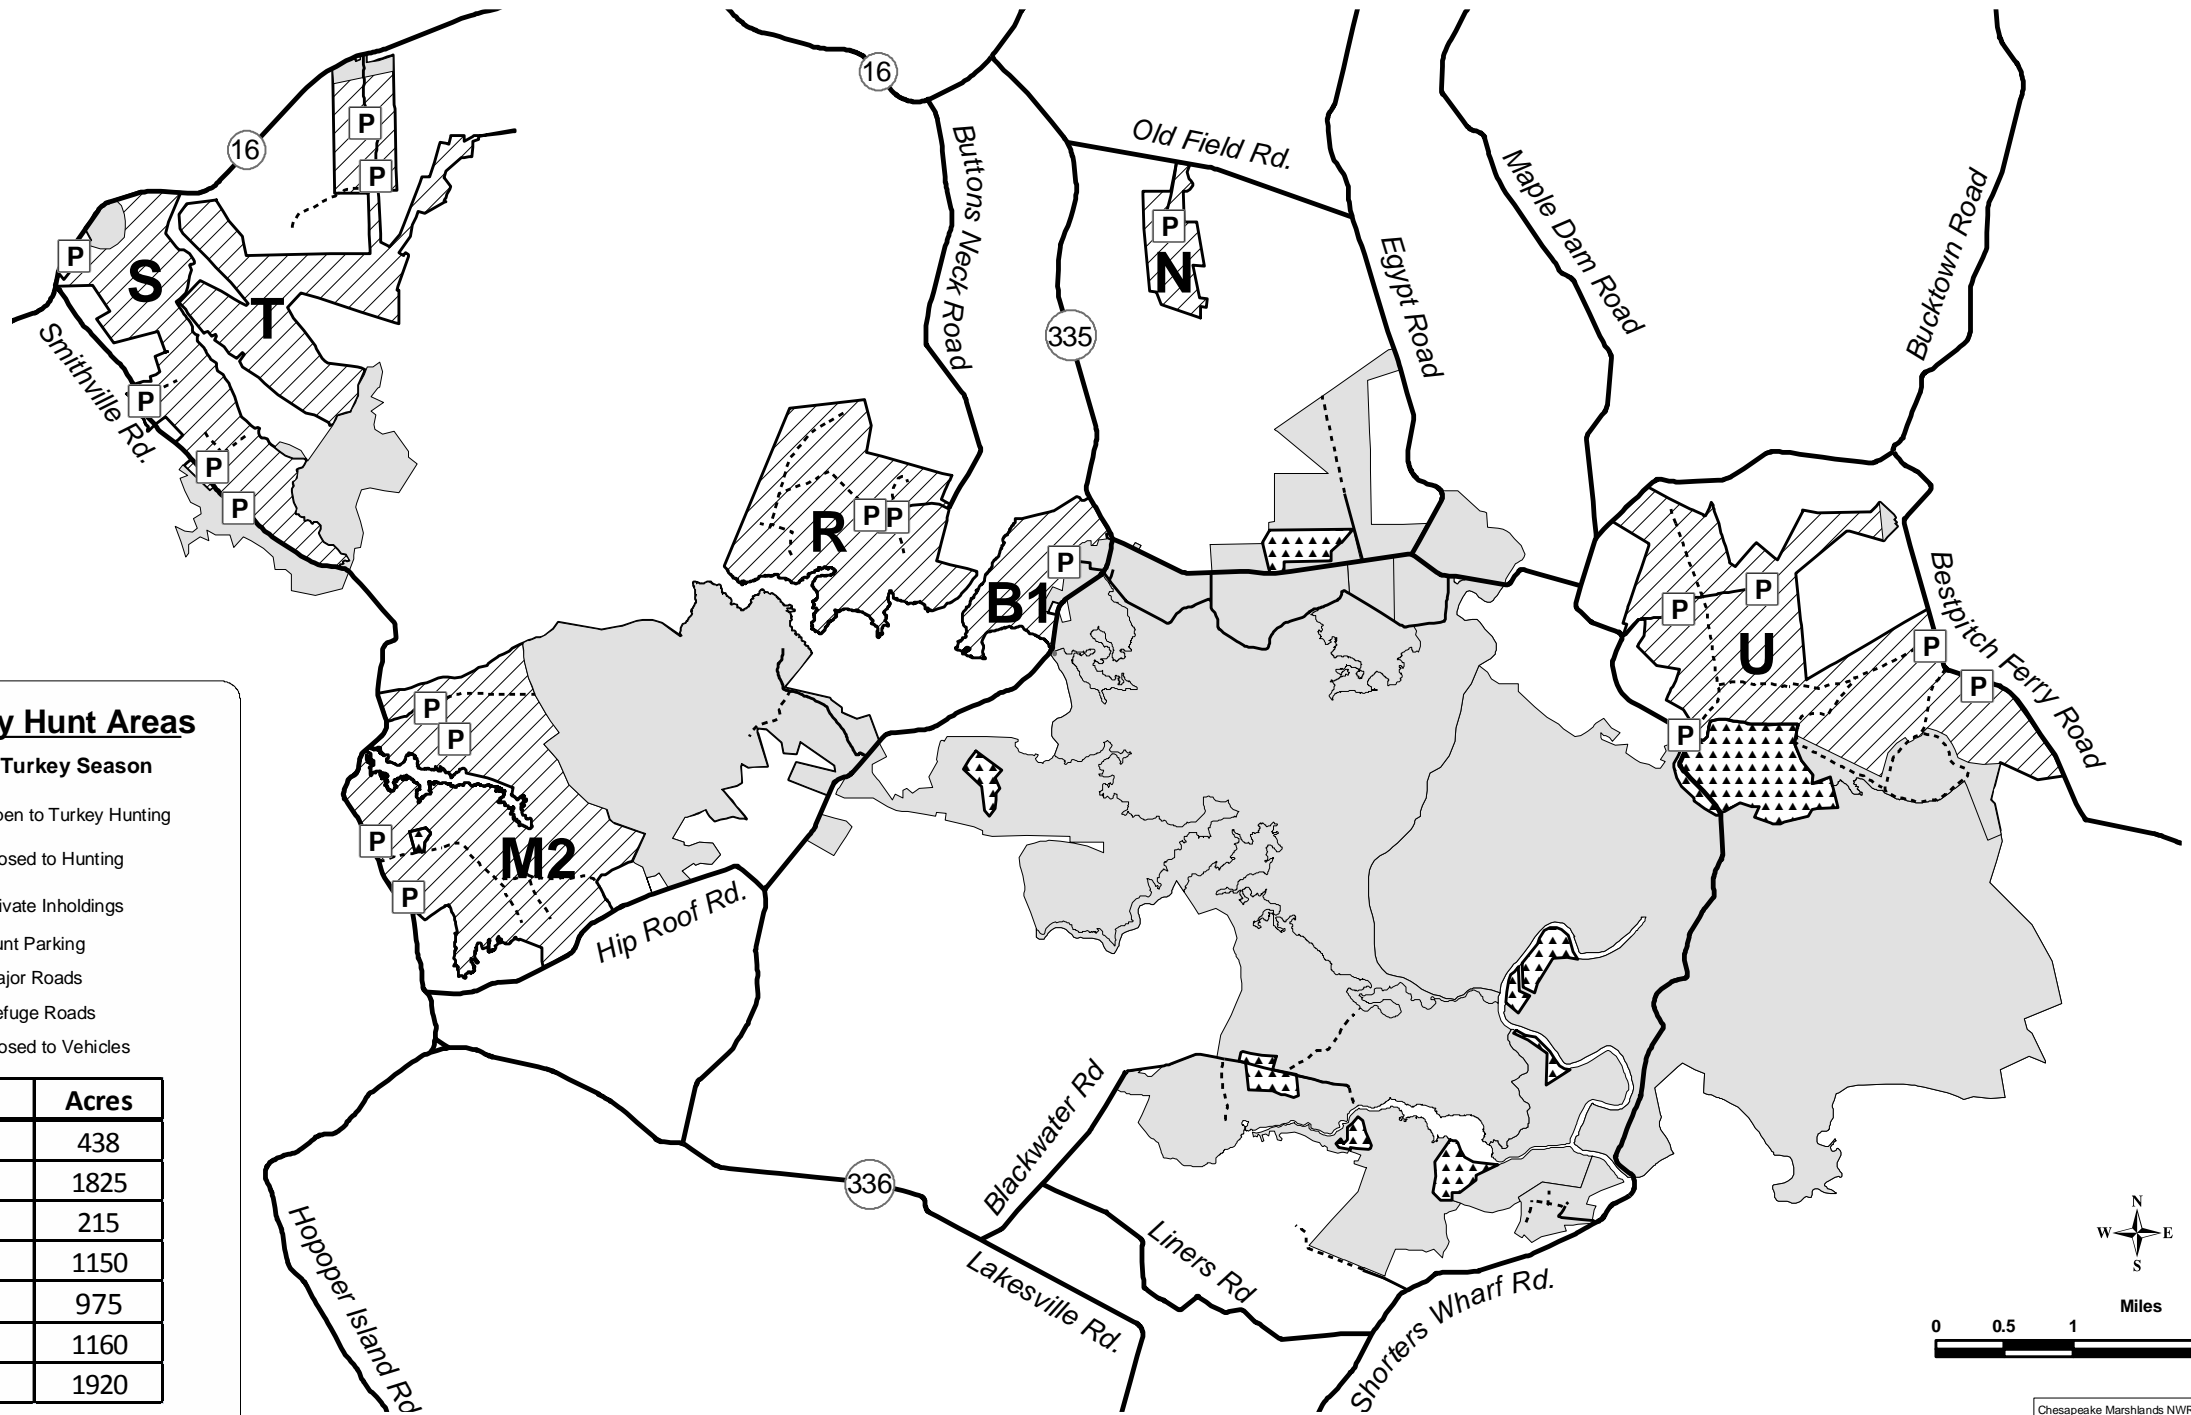 16
16
P
P
Old Field Rd.
Buttons Neck Road
Maple Dam Road
Bucktown Road
P
N
P
S
T
335
Egypt Road
Smithville Rd.
P
P
P
R
P
P
B1
P
P
P
U
P
P
P
Bestpitch Ferry Road
P
P
P
P
M2
Hip Roof Rd.
y Hunt Areas
Turkey Season
pen to Turkey Hunting
osed to Hunting
ivate Inholdings
unt Parking
ajor Roads
efuge Roads
osed to Vehicles
Acres
438
1825
215
1150
975
1160
1920
Blackwater Rd
336
Hopoper Island Rd
Liners Rd
Lakesville Rd.
Shorters Wharf Rd.
N
W E
S
Miles
0 0.5 1
Chesapeake Marshlands NWR